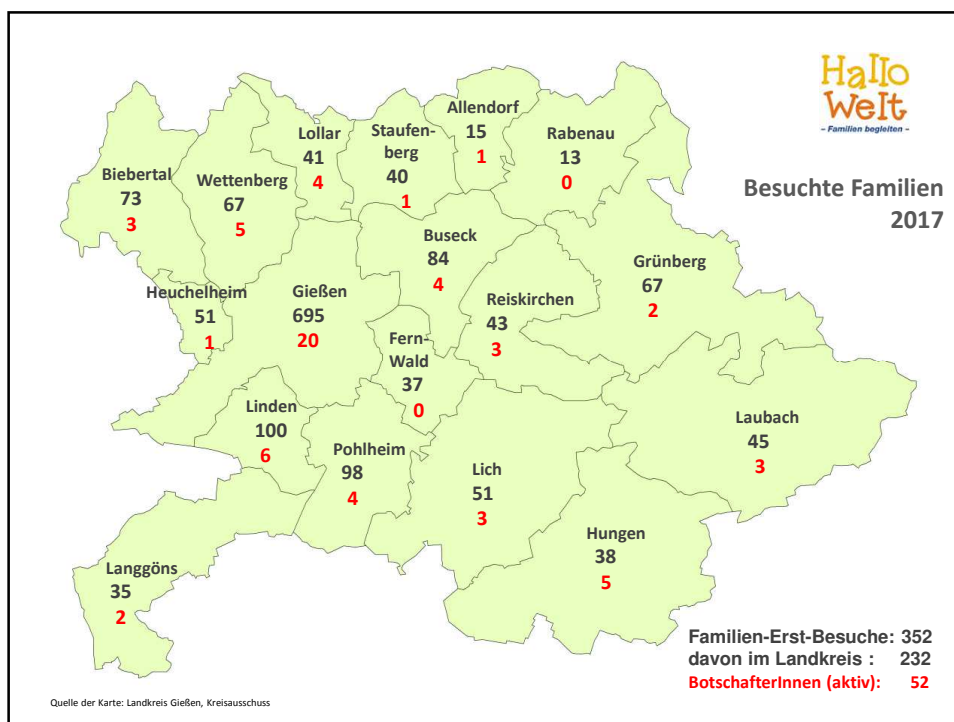 Hallo
Welt
– Familien begleiten –
Besuchte Familien
2017
Allendorf
15
1
Rabenau
13
0
Lollar
41
4
Staufen-
berg
40
1
Biebertal
73
3
Wettenberg
67
5
Buseck
84
4
Grünberg
67
2
Heuchelheim
51
1
Gießen
695
20
Reiskirchen
43
3
Fern-
Wald
37
0
Linden
100
6
Pohlheim
98
4
Lich
51
3
Laubach
45
3
Hungen
38
5
Langgöns
35
2
Familien-Erst-Besuche: 352
davon im Landkreis : 232
BotschafterInnen (aktiv): 52
Quelle der Karte: Landkreis Gießen, Kreisausschuss